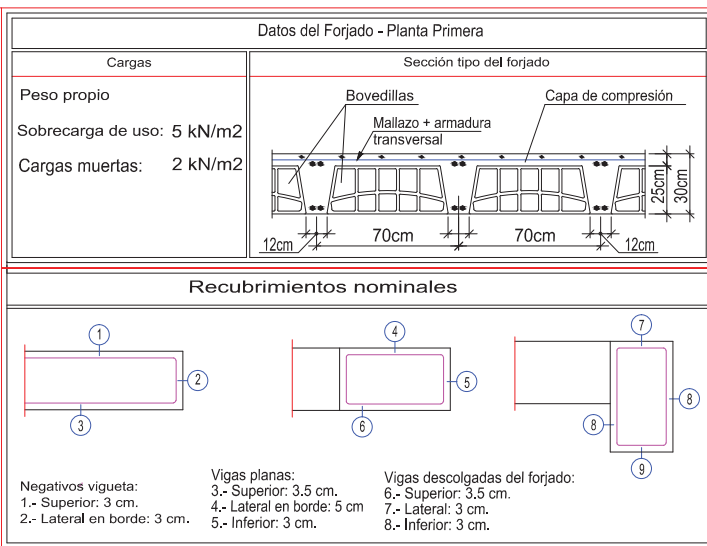 Datos del Forjado - Planta Primera
Cargas
Sección tipo del forjado
Peso propio
Sobrecarga de uso: 5 kN/m2
Cargas muertas: 2 kN/m2
Bovedillas
Capa de compresión
Mallazo + armadura
transversal
25cm
30cm
12cm
70cm
70cm
12cm
Recubrimientos nominales
1
2
3
4
5
6
7
8
8
9
Negativos vigueta:
1.- Superior: 3 cm.
2.- Lateral en borde: 3 cm.
Vigas planas:
3.- Superior: 3.5 cm.
4.- Lateral en borde: 5 cm
5.- Inferior: 3 cm.
Vigas descolgadas del forjado:
6.- Superior: 3.5 cm.
7.- Lateral: 3 cm.
8.- Inferior: 3 cm.